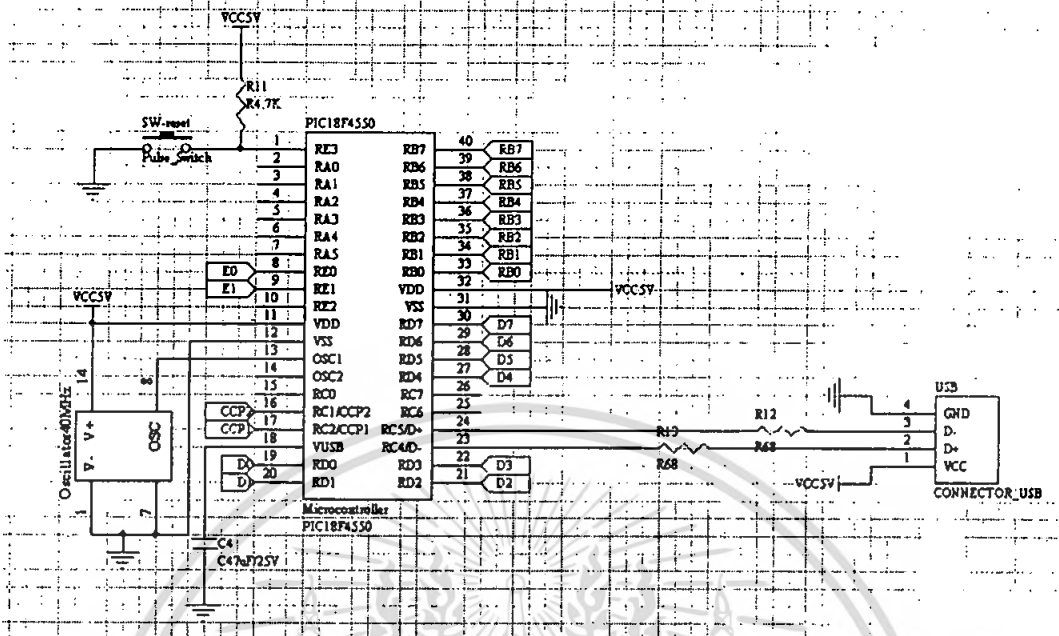 VCC5V
R11
R4.7K
SW-reset
Pulse_Switch
PIC18F4550
1 RE3 RB7 40 RB7
2 RA0 RB6 39 RB6
3 RA1 RB5 38 RB5
4 RA2 RB4 37 RB4
5 RA3 RB3 36 RB3
6 RA4 RB2 35 RB2
7 RA5 RB1 34 RB1
E0 8 RE0 RB0 33 RB0
E1 9 RE1 VDD 32 VCC5V
10 RE2 VSS 31
VCC5V 11 VDD RD7 30 D7
12 VSS RD6 29 D6
13 OSC1 RD5 28 D5
14 OSC2 RD4 27 D4
15 RC0 RC7 26
CCP2 16 RC1/CCP2 RC6 25
CCP 17 RC2/CCP1 RC5/D+ 24
18 VUSB RC4/D- 23
D0 19 RD0 RD3 22 D3
D 20 RD1 RD2 21 D2
Microcontroller
PIC18F4550
Oscillator40MHz
14 V+
8 OSC
1 V-
7
C4
C47uF/25V
R12
R68
R13
R68
USB
4 GND
3 D-
2 D+
1 VCC
VCC5V
CONNECTOR_USB